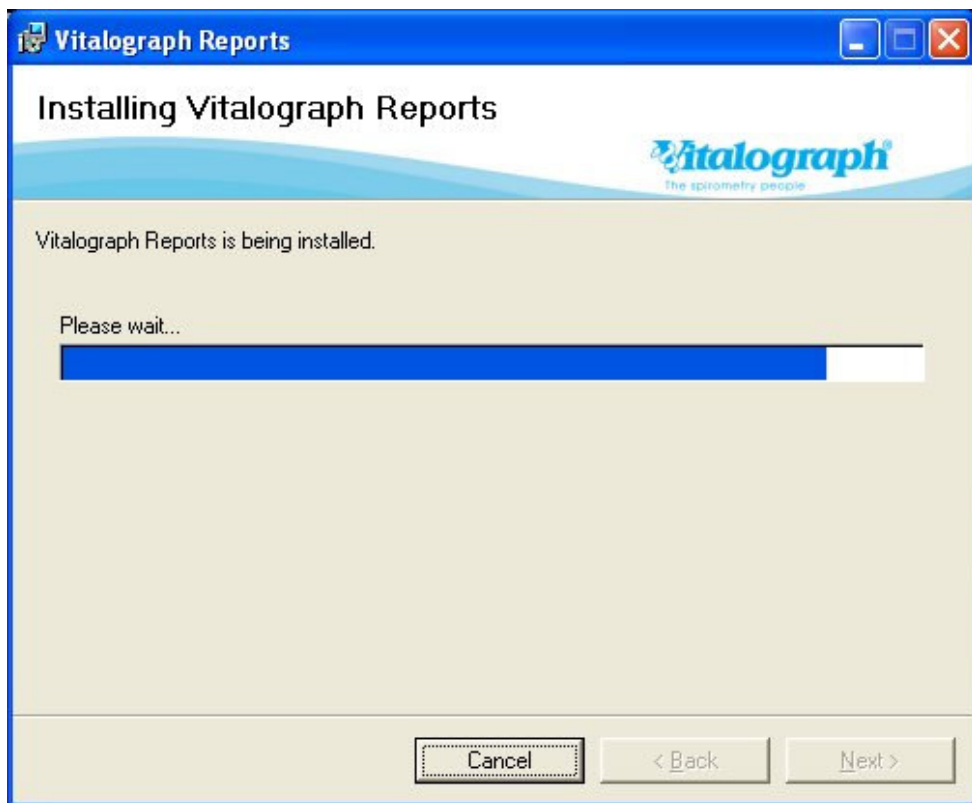 Vitalograph Reports
Installing Vitalograph Reports
Vitalograph®
The spirometry people
Vitalograph Reports is being installed.
Please wait...
Cancel
< Back
Next >